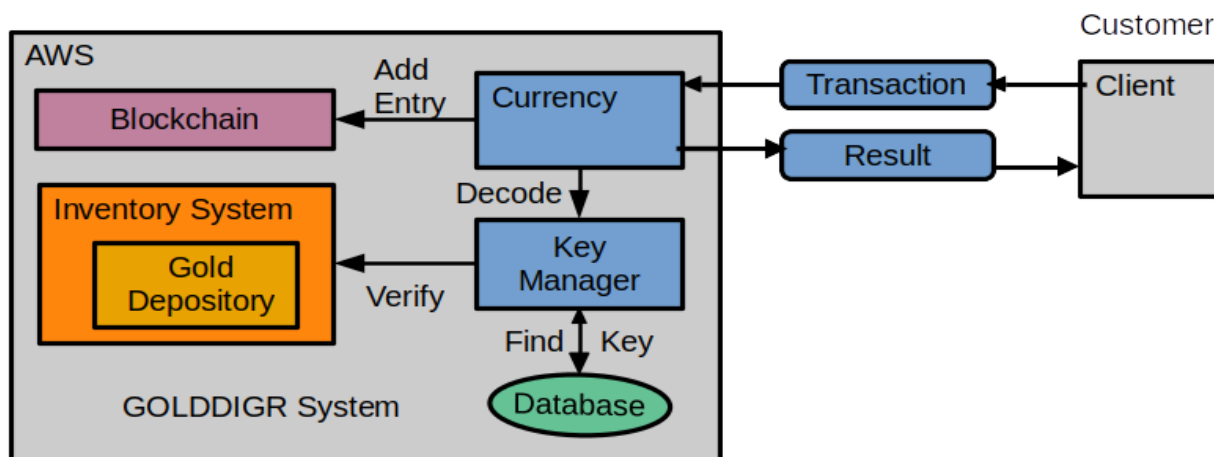 Customer
AWS
Add
Entry
Currency
Transaction
Client
Blockchain
Result
Decode
Inventory System
Key
Manager
Gold
Depository
Verify
Find Key
Database
GOLDDIGR System